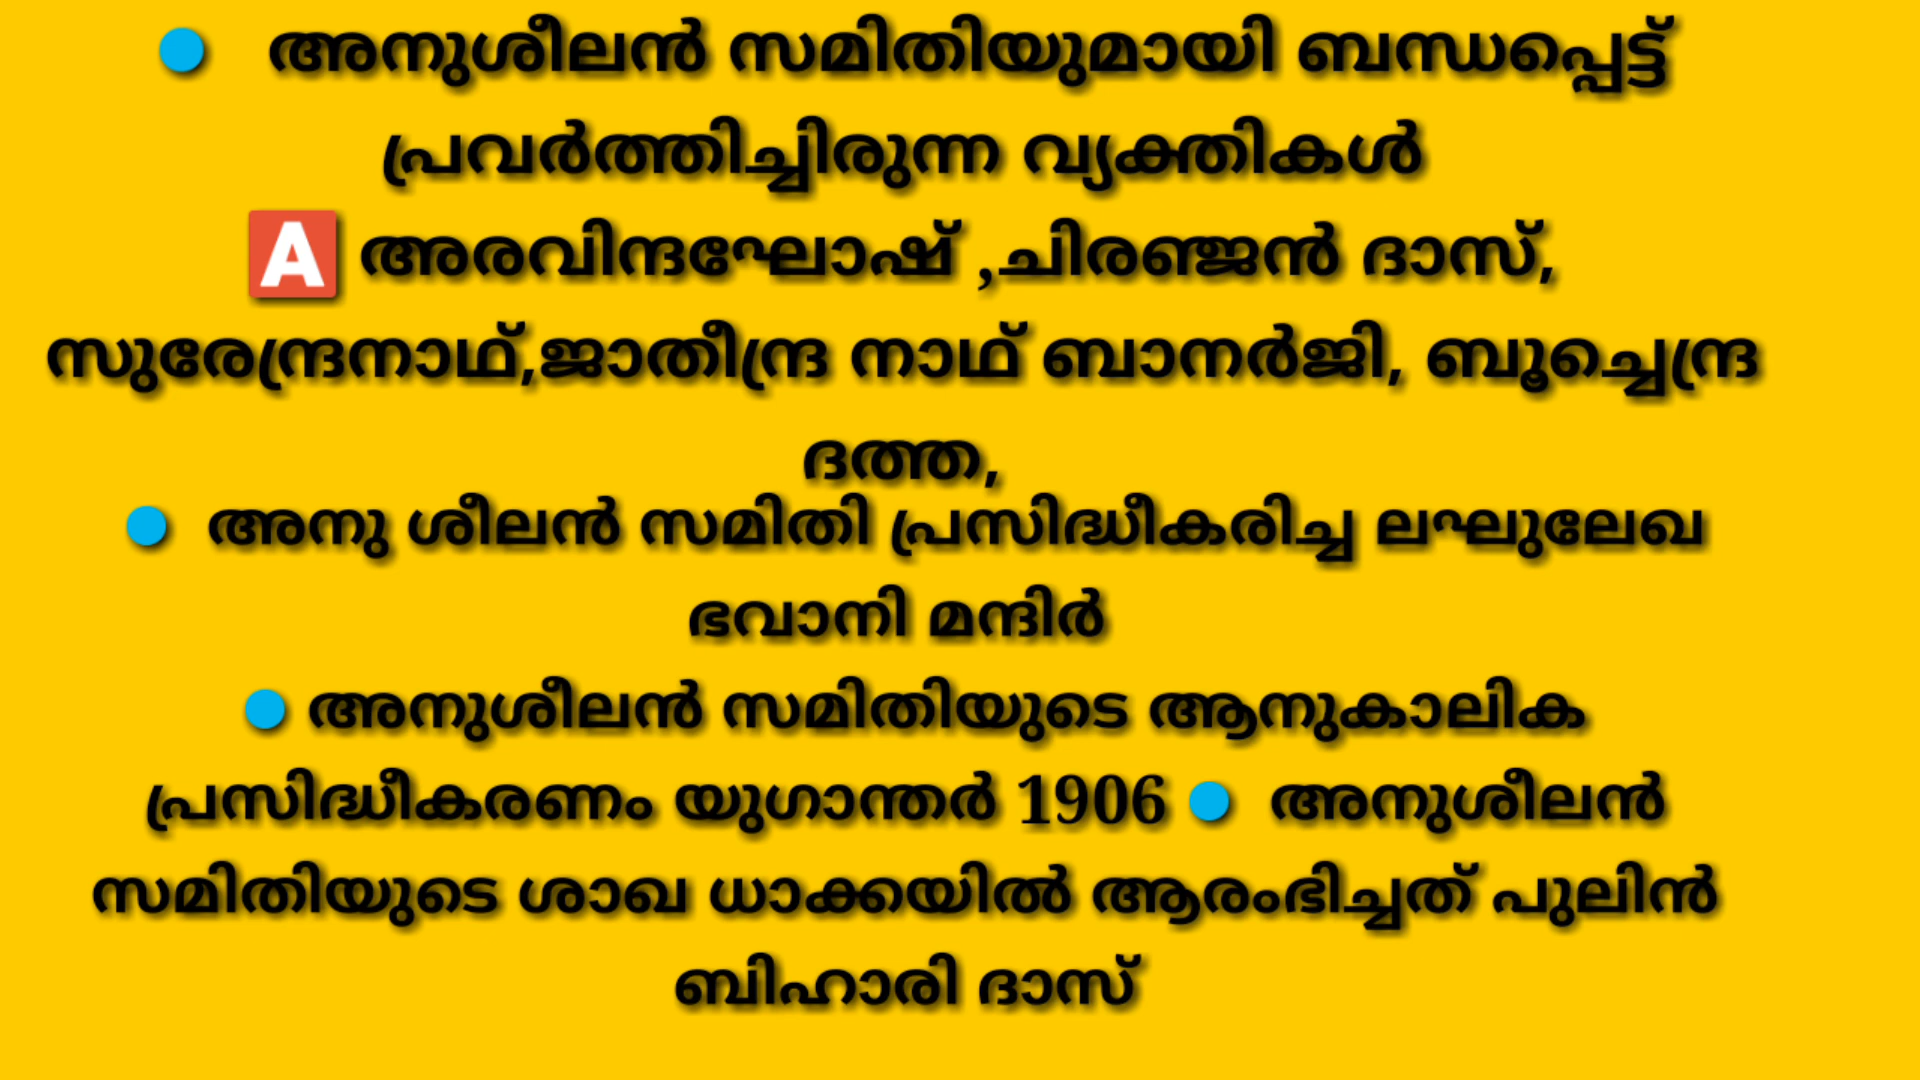 അനുശീലൻ സമിതിയുമായി ബന്ധപ്പെട്ട്
പ്രവർത്തിച്ചിരുന്ന വ്യക്തികൾ
🅰 അരവിന്ദഘോഷ് ,ചിരഞ്ജൻ ദാസ്,
സുരേന്ദ്രനാഥ്,ജാതീന്ദ്ര നാഥ് ബാനർജി, ബൂച്ചെന്ദ്ര
ദത്ത,
അനു ശീലൻ സമിതി പ്രസിദ്ധീകരിച്ച ലഘുലേഖ
ഭവാനി മന്ദിർ
അനുശീലൻ സമിതിയുടെ ആനുകാലിക
പ്രസിദ്ധീകരണം യുഗാന്തർ 1906 ● അനുശീലൻ
സമിതിയുടെ ശാഖ ധാക്കയിൽ ആരംഭിച്ചത് പുലിൻ
ബിഹാരി ദാസ്